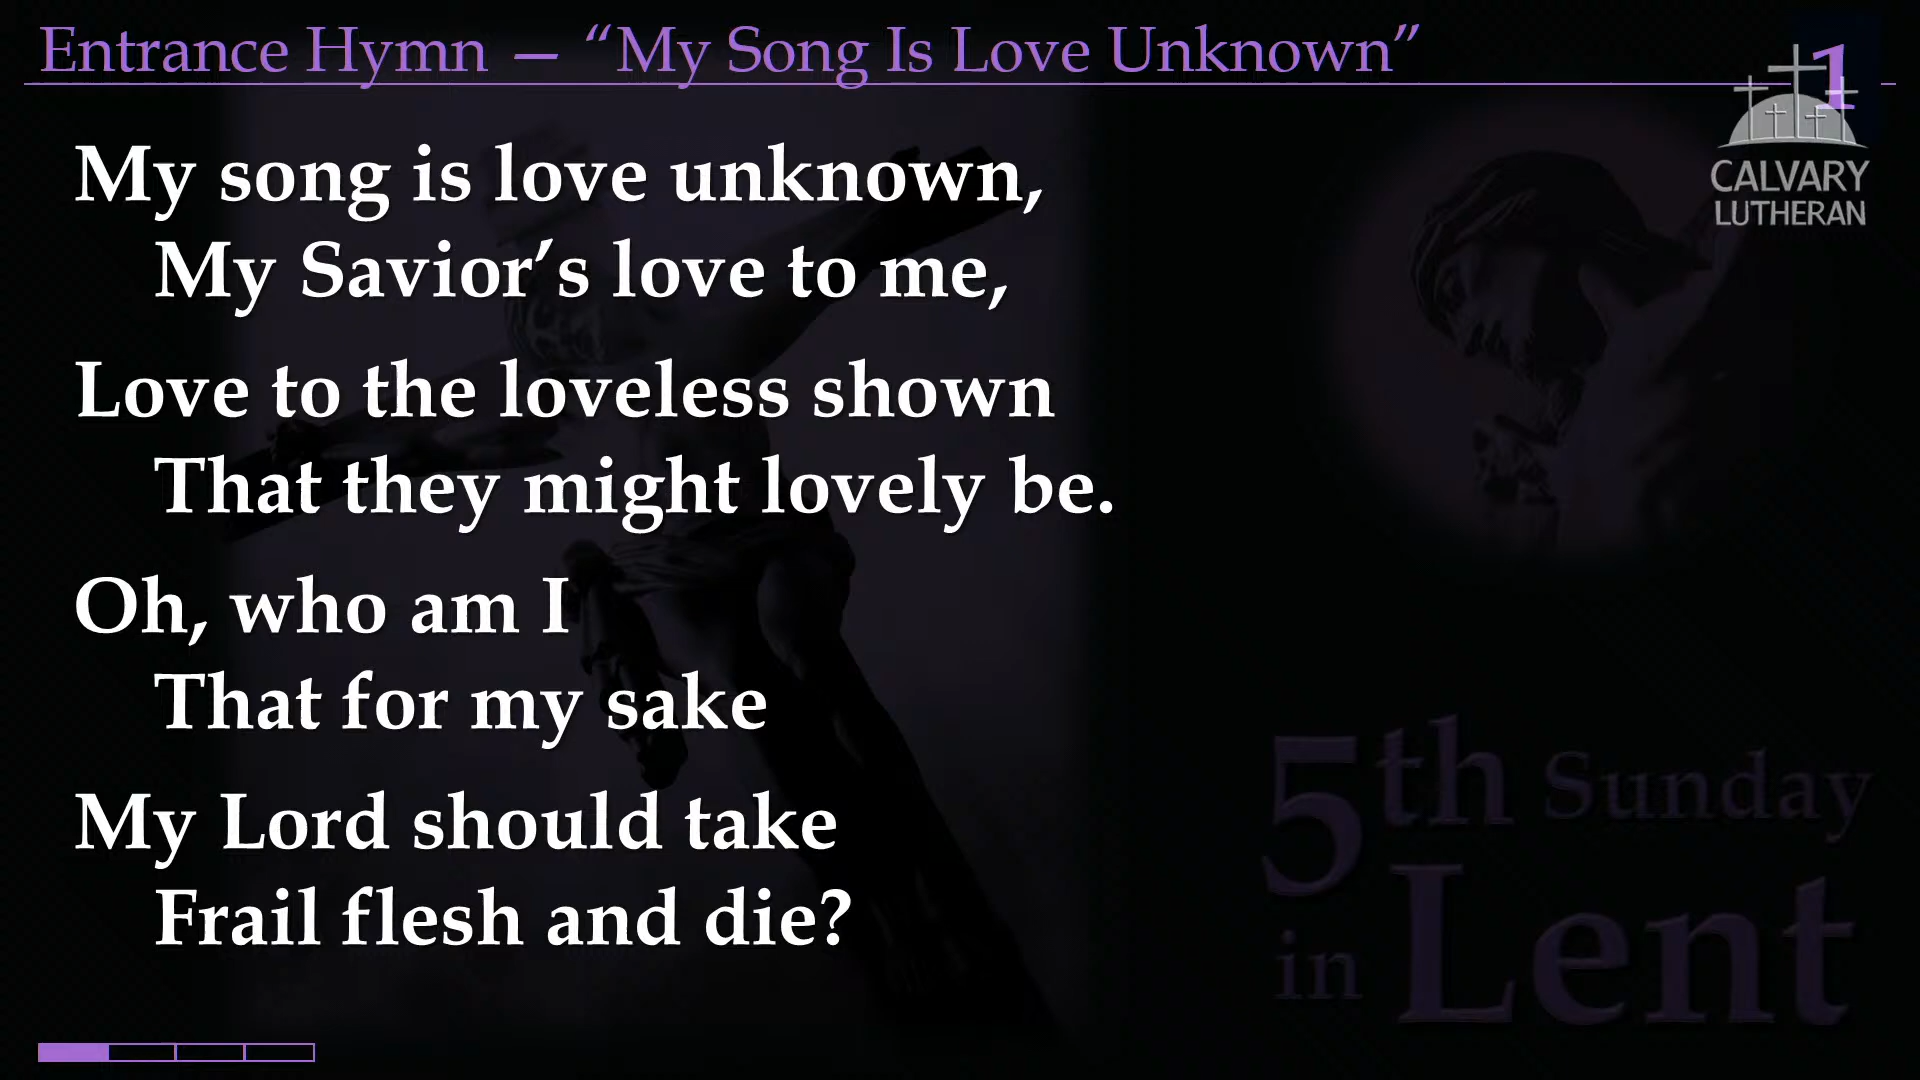 Entrance Hymn — “My Song Is Love Unknown”
1
CALVARY
LUTHERAN
My song is love unknown,
My Savior’s love to me,
Love to the loveless shown
That they might lovely be.
Oh, who am I
That for my sake
My Lord should take
Frail flesh and die?
5th Sunday
in Lent